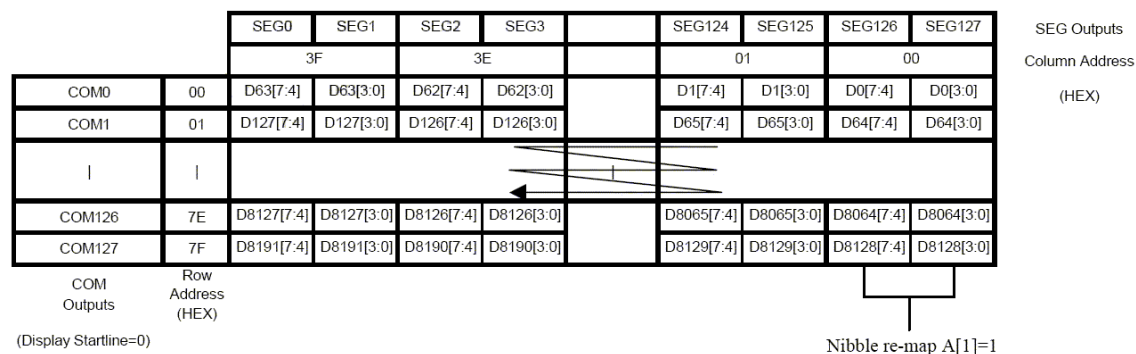 SEG0 SEG1 SEG2 SEG3 SEG124 SEG125 SEG126 SEG127 SEG Outputs
3F 3E 01 00 Column Address
(HEX)
COM0 00 D63[7:4] D63[3:0] D62[7:4] D62[3:0] D1[7:4] D1[3:0] D0[7:4] D0[3:0]
COM1 01 D127[7:4] D127[3:0] D126[7:4] D126[3:0] D65[7:4] D65[3:0] D64[7:4] D64[3:0]
| | |
COM126 7E D8127[7:4] D8127[3:0] D8126[7:4] D8126[3:0] D8065[7:4] D8065[3:0] D8064[7:4] D8064[3:0]
COM127 7F D8191[7:4] D8191[3:0] D8190[7:4] D8190[3:0] D8129[7:4] D8129[3:0] D8128[7:4] D8128[3:0]
COM
Outputs
Row
Address
(HEX)
(Display Startline=0)
Nibble re-map A[1]=1